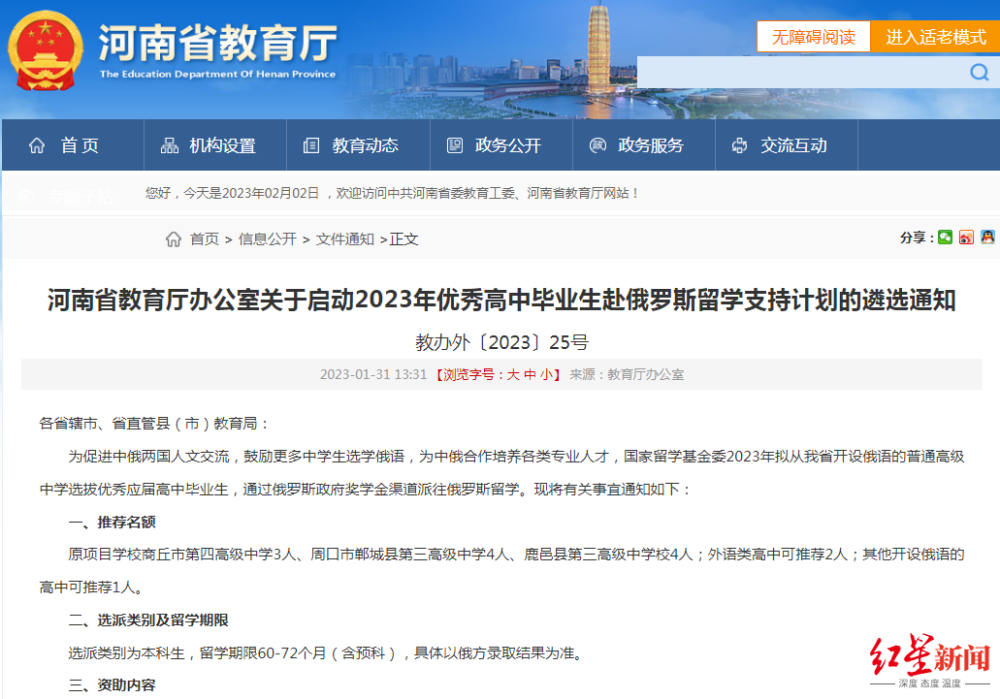 河南省教育厅
The Education Department Of Henan Province
无障碍阅读
进入适老模式
首页
机构设置
教育动态
政务公开
政务服务
交流互动
您好，今天是2023年02月02日 ，欢迎访问中共河南省委教育工委、河南省教育厅网站！
首页 > 信息公开 > 文件通知 >正文
分享：
河南省教育厅办公室关于启动2023年优秀高中毕业生赴俄罗斯留学支持计划的遴选通知
教办外〔2023〕25号
2023-01-31 13:31 【浏览字号：大 中 小】 来源：教育厅办公室
各省辖市、省直管县（市）教育局：
为促进中俄两国人文交流，鼓励更多中学生选学俄语，为中俄合作培养各类专业人才，国家留学基金委2023年拟从我省开设俄语的普通高级
中学选拔优秀应届高中毕业生，通过俄罗斯政府奖学金渠道派往俄罗斯留学。现将有关事宜通知如下：
一、推荐名额
原项目学校商丘市第四高级中学3人、周口市郸城县第三高级中学4人、鹿邑县第三高级中学校4人；外语类高中可推荐2人；其他开设俄语的
高中可推荐1人。
二、选派类别及留学期限
选派类别为本科生，留学期限60-72个月（含预科），具体以俄方录取结果为准。
三、资助内容
红星新闻
深度 态度 温度